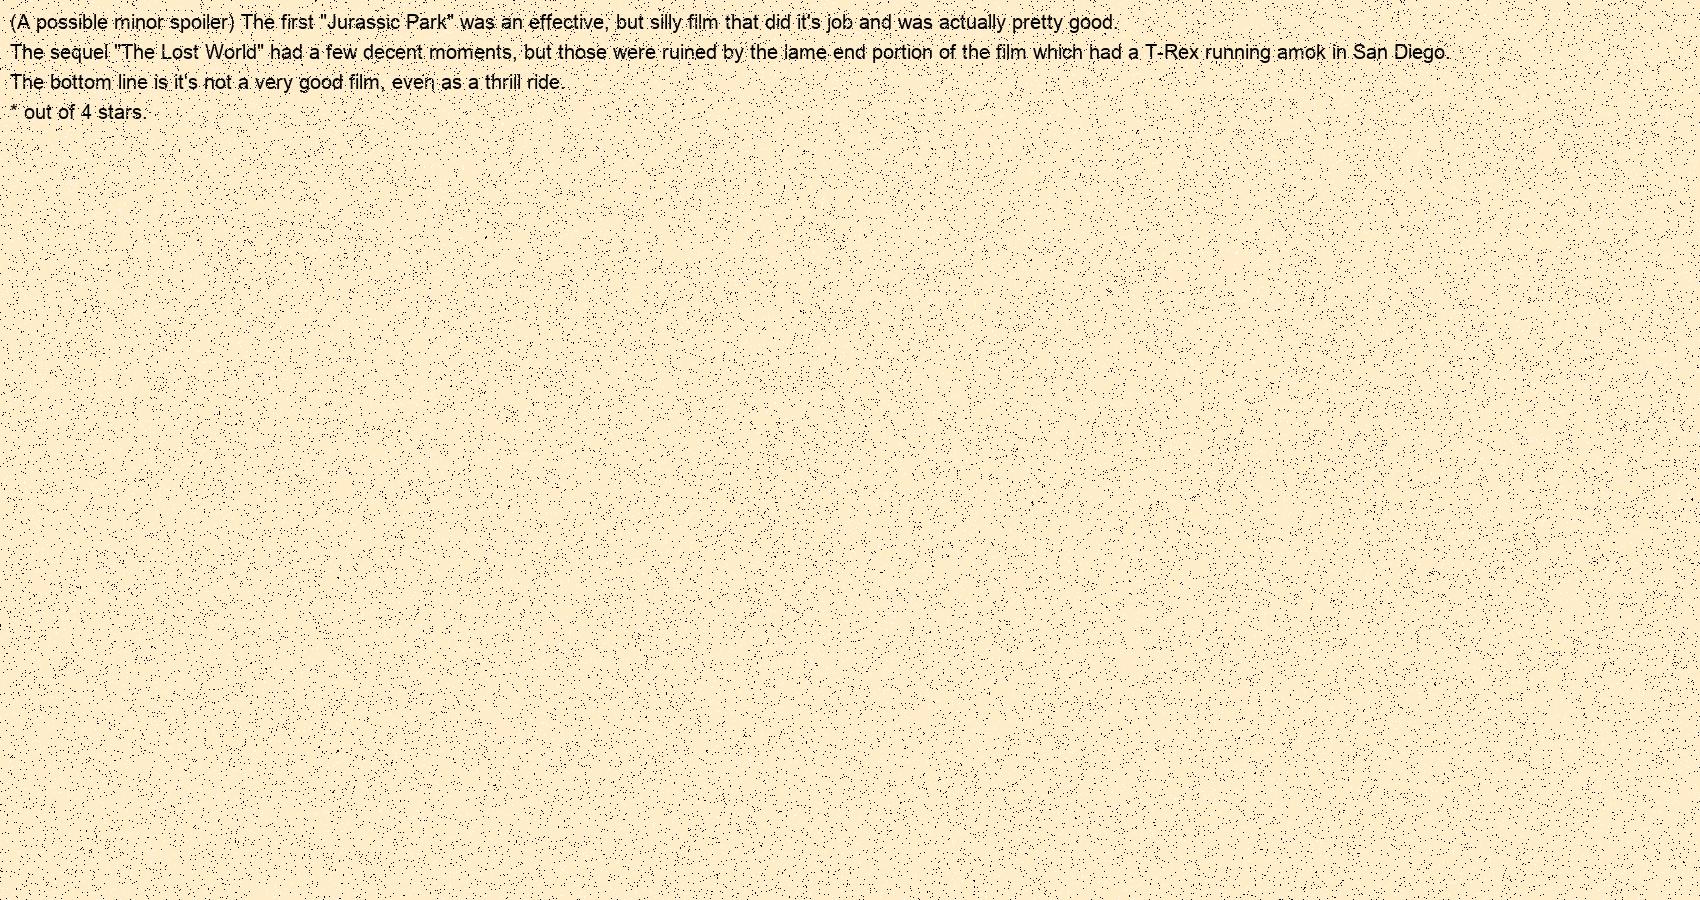 (A possible minor spoiler) The first "Jurassic Park" was an effective, but silly film that did it's job and was actually pretty good.
The sequel "The Lost World" had a few decent moments, but those were ruined by the lame end portion of the film which had a T-Rex running amok in San Diego.
The bottom line is it's not a very good film, even as a thrill ride.
* out of 4 stars.